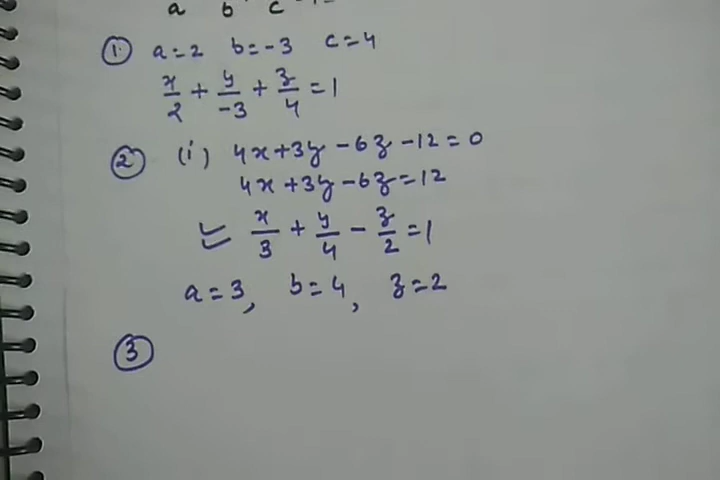 a b c
① a=2 b=-3 c=4
x/2 + y/-3 + z/4 = 1
② (i) 4x+3y-6z-12=0
4x+3y-6z=12
x/3 + y/4 - z/2 = 1
a=3, b=4, z=2
③